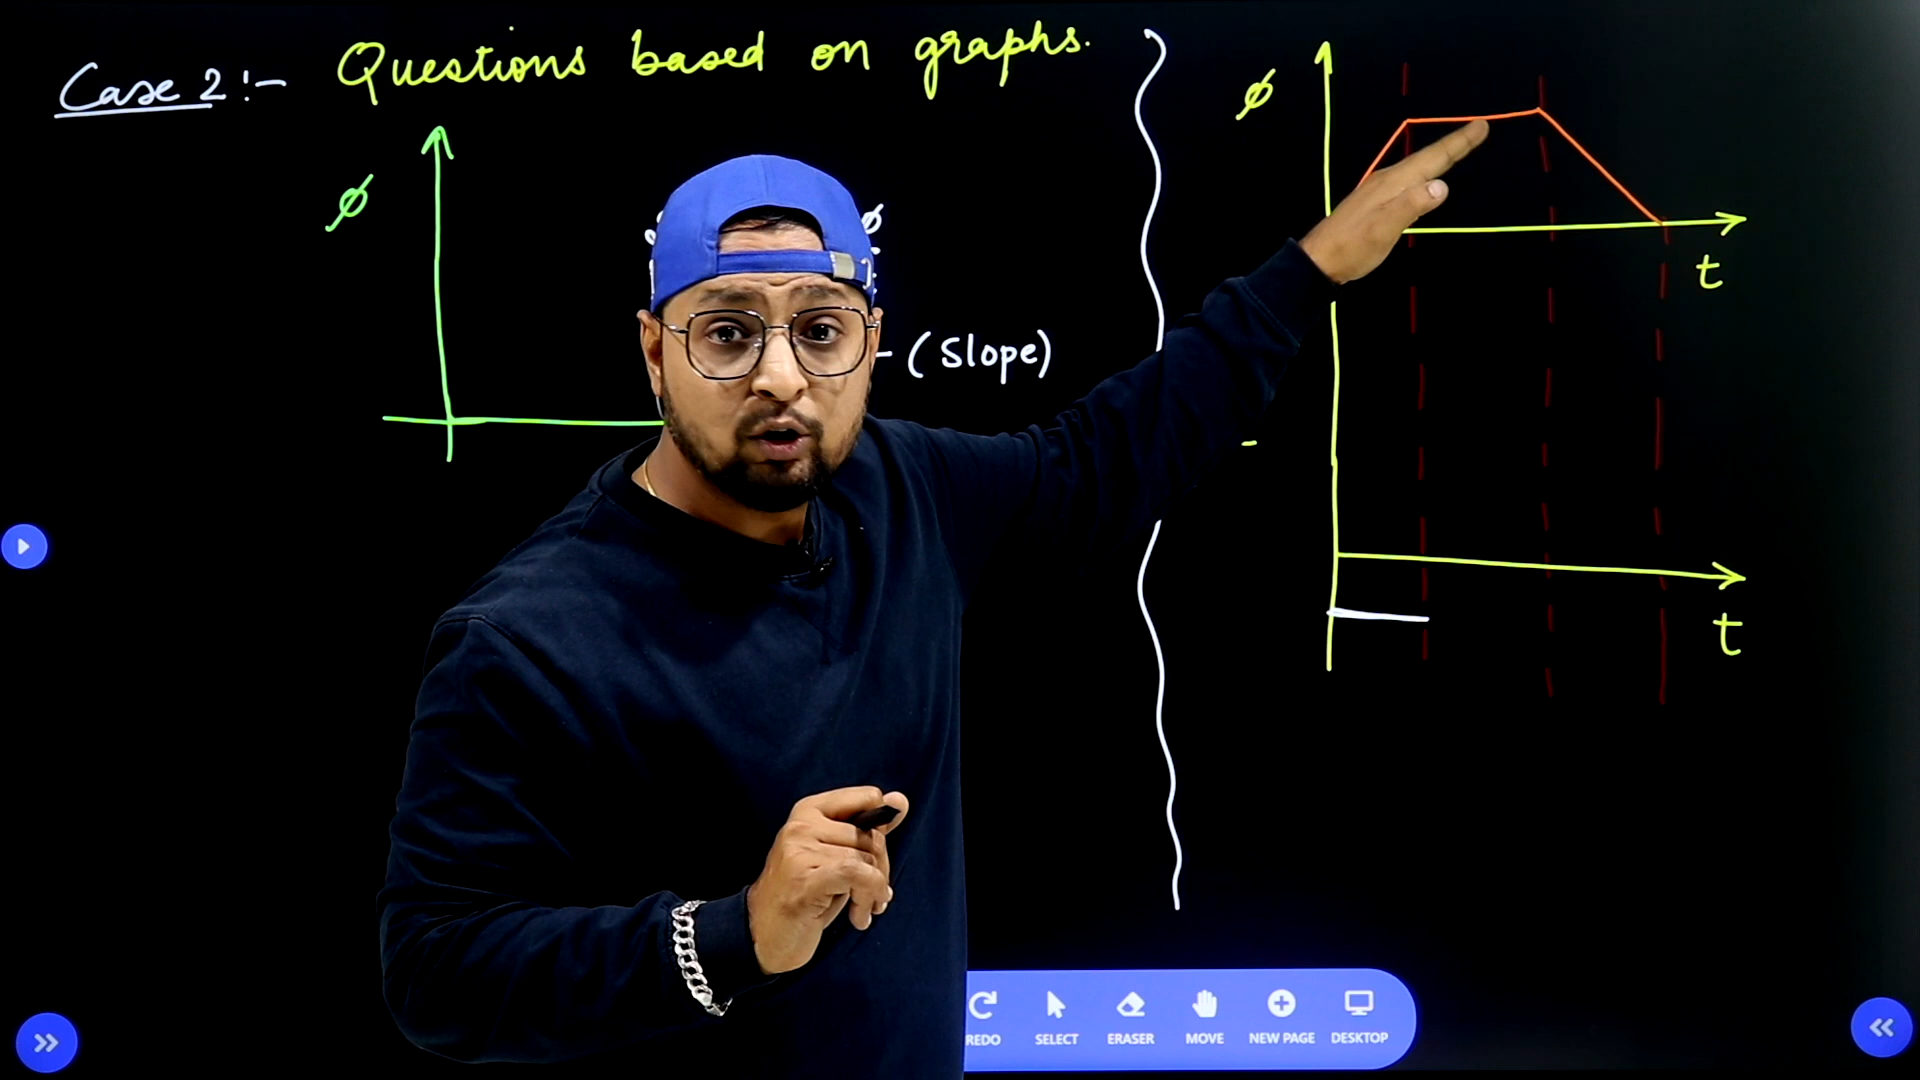 Case 2 :- Questions based on graphs.
ϕ
ϕ
ϕ
- (Slope)
t
-
t
REDO SELECT ERASER MOVE NEW PAGE DESKTOP